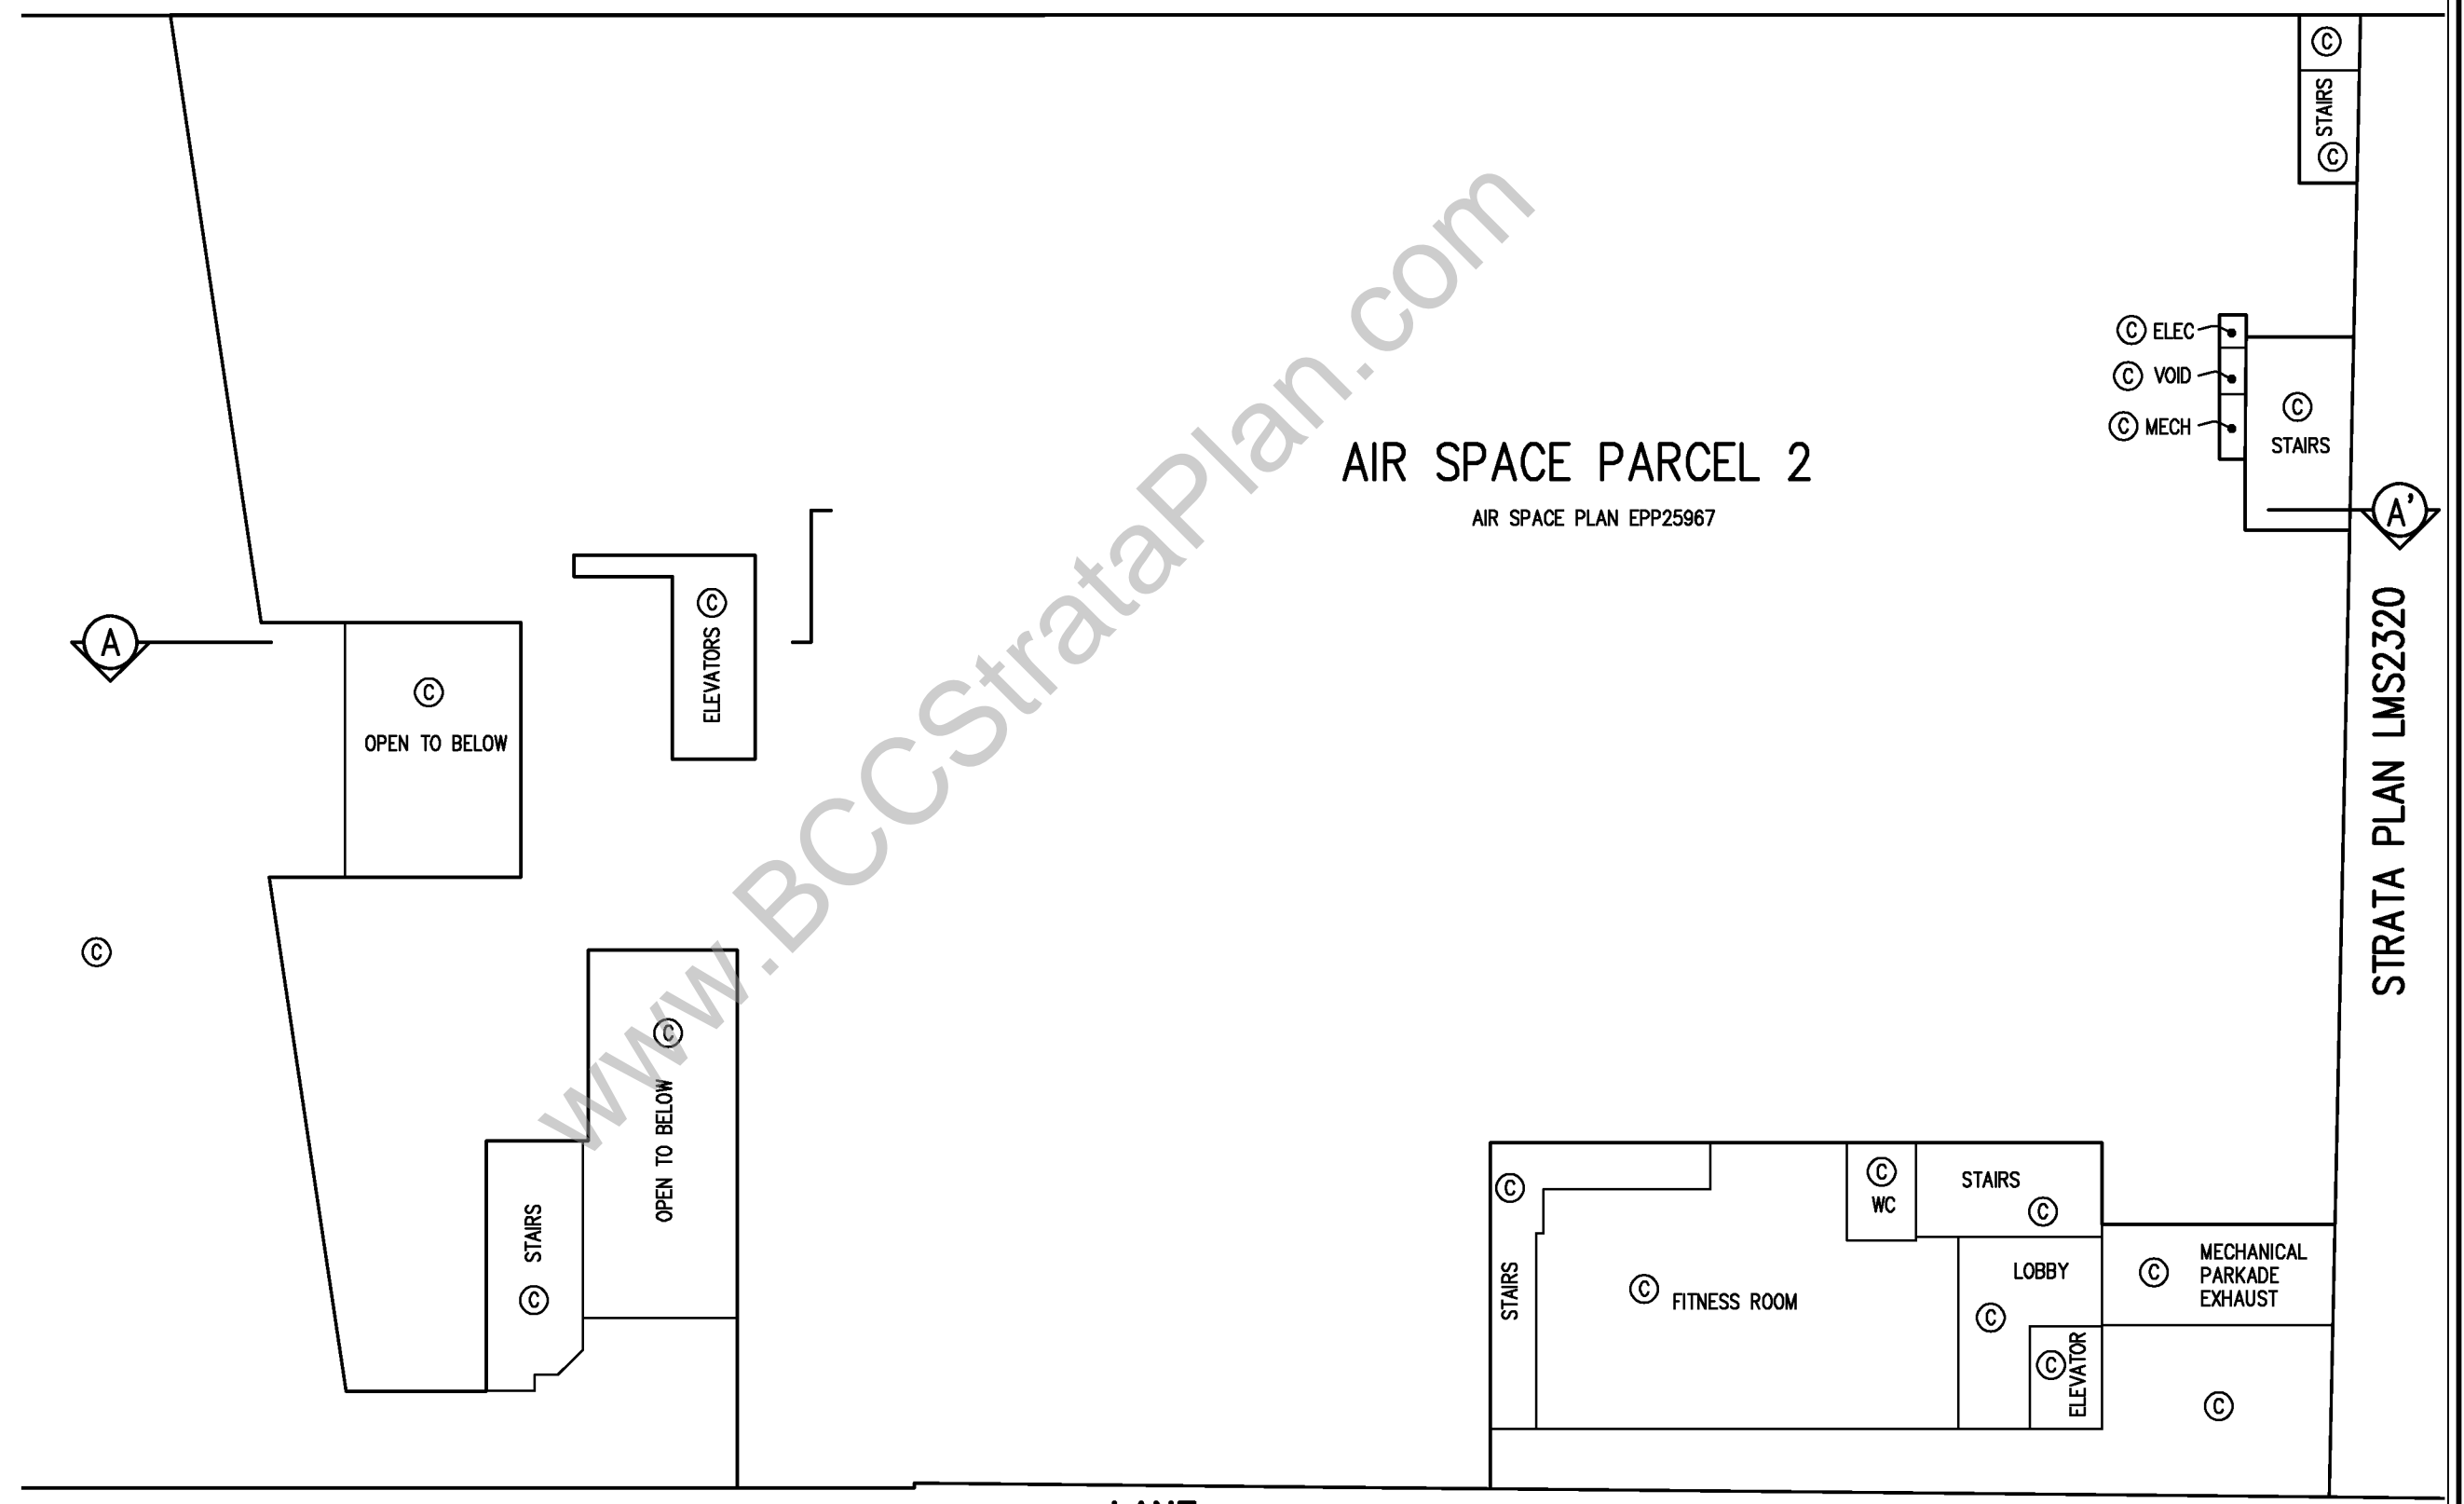 C
STAIRS
C
C ELEC
C VOID
C MECH
C
STAIRS
AIR SPACE PARCEL 2
AIR SPACE PLAN EPP25967
A'
STRATA PLAN LMS2320
A
C
OPEN TO BELOW
ELEVATORS C
C
C
OPEN TO BELOW
STAIRS
C
C
STAIRS
C
FITNESS ROOM
C
WC
STAIRS
C
LOBBY
C
C
ELEVATOR
C
MECHANICAL
PARKADE
EXHAUST
C
www.BCCStrataPlan.com